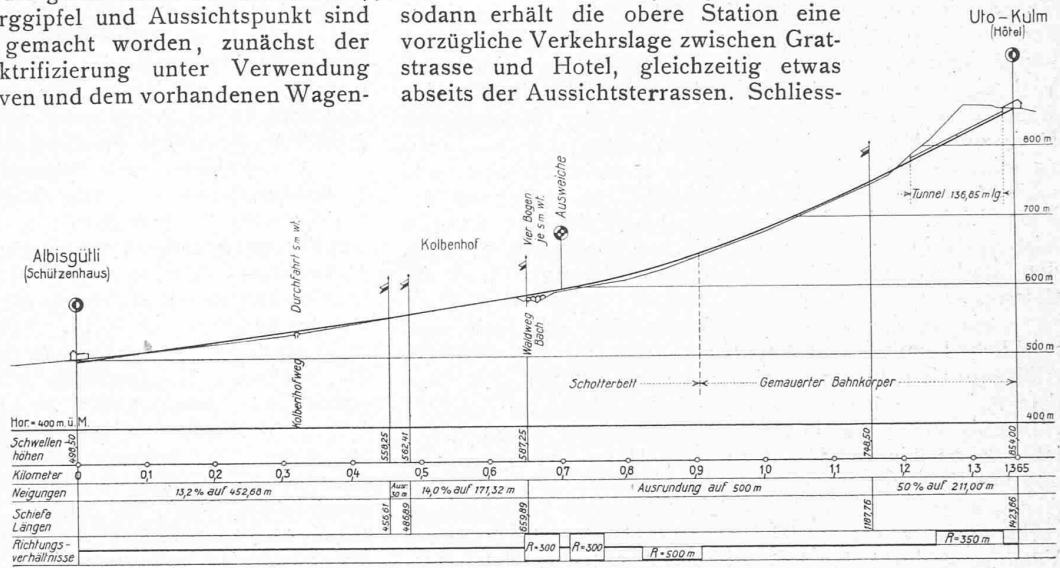 rggipfel und Aussichtspunkt sind
gemacht worden, zunächst der
ktrifizierung unter Verwendung
ven und dem vorhandenen Wagen-
sodann erhält die obere Station eine
vorzügliche Verkehrslage zwischen Grat-
strasse und Hotel, gleichzeitig etwas
abseits der Aussichtsterrassen. Schliess-
Uto-Kulm
(Hôtel)
800 m
Tunnel 136,85 m lg.
700 m
Albisgütli
(Schützenhaus)
Durchfahrt 5 m wt.
Kolbenhof
Vier Bogen
je 5 m wt.
Ausweiche
600 m
500 m
Kolbenhofweg
Waldweg
Bach
Schotterbett
Gemauerter Bahnkörper
400 m
Hor. = 400 m. ü. M.
Schwellen-
höhen
498,50 558,25 562,41 587,25 748,50 854,00
Kilometer 0 0,1 0,2 0,3 0,4 0,5 0,6 0,7 0,8 0,9 1,0 1,1 1,2 1,3 1,365
Neigungen 13,2 % auf 452,68 m Ausr. 30 m 14,0 % auf 171,32 m Ausrundung auf 500 m 50 % auf 211,00 m
Schiefe
Längen
456,61 486,89 659,89 1187,76 1423,66
Richtungs-
verhältnisse
R=300 R=300 R=500 m R=350 m